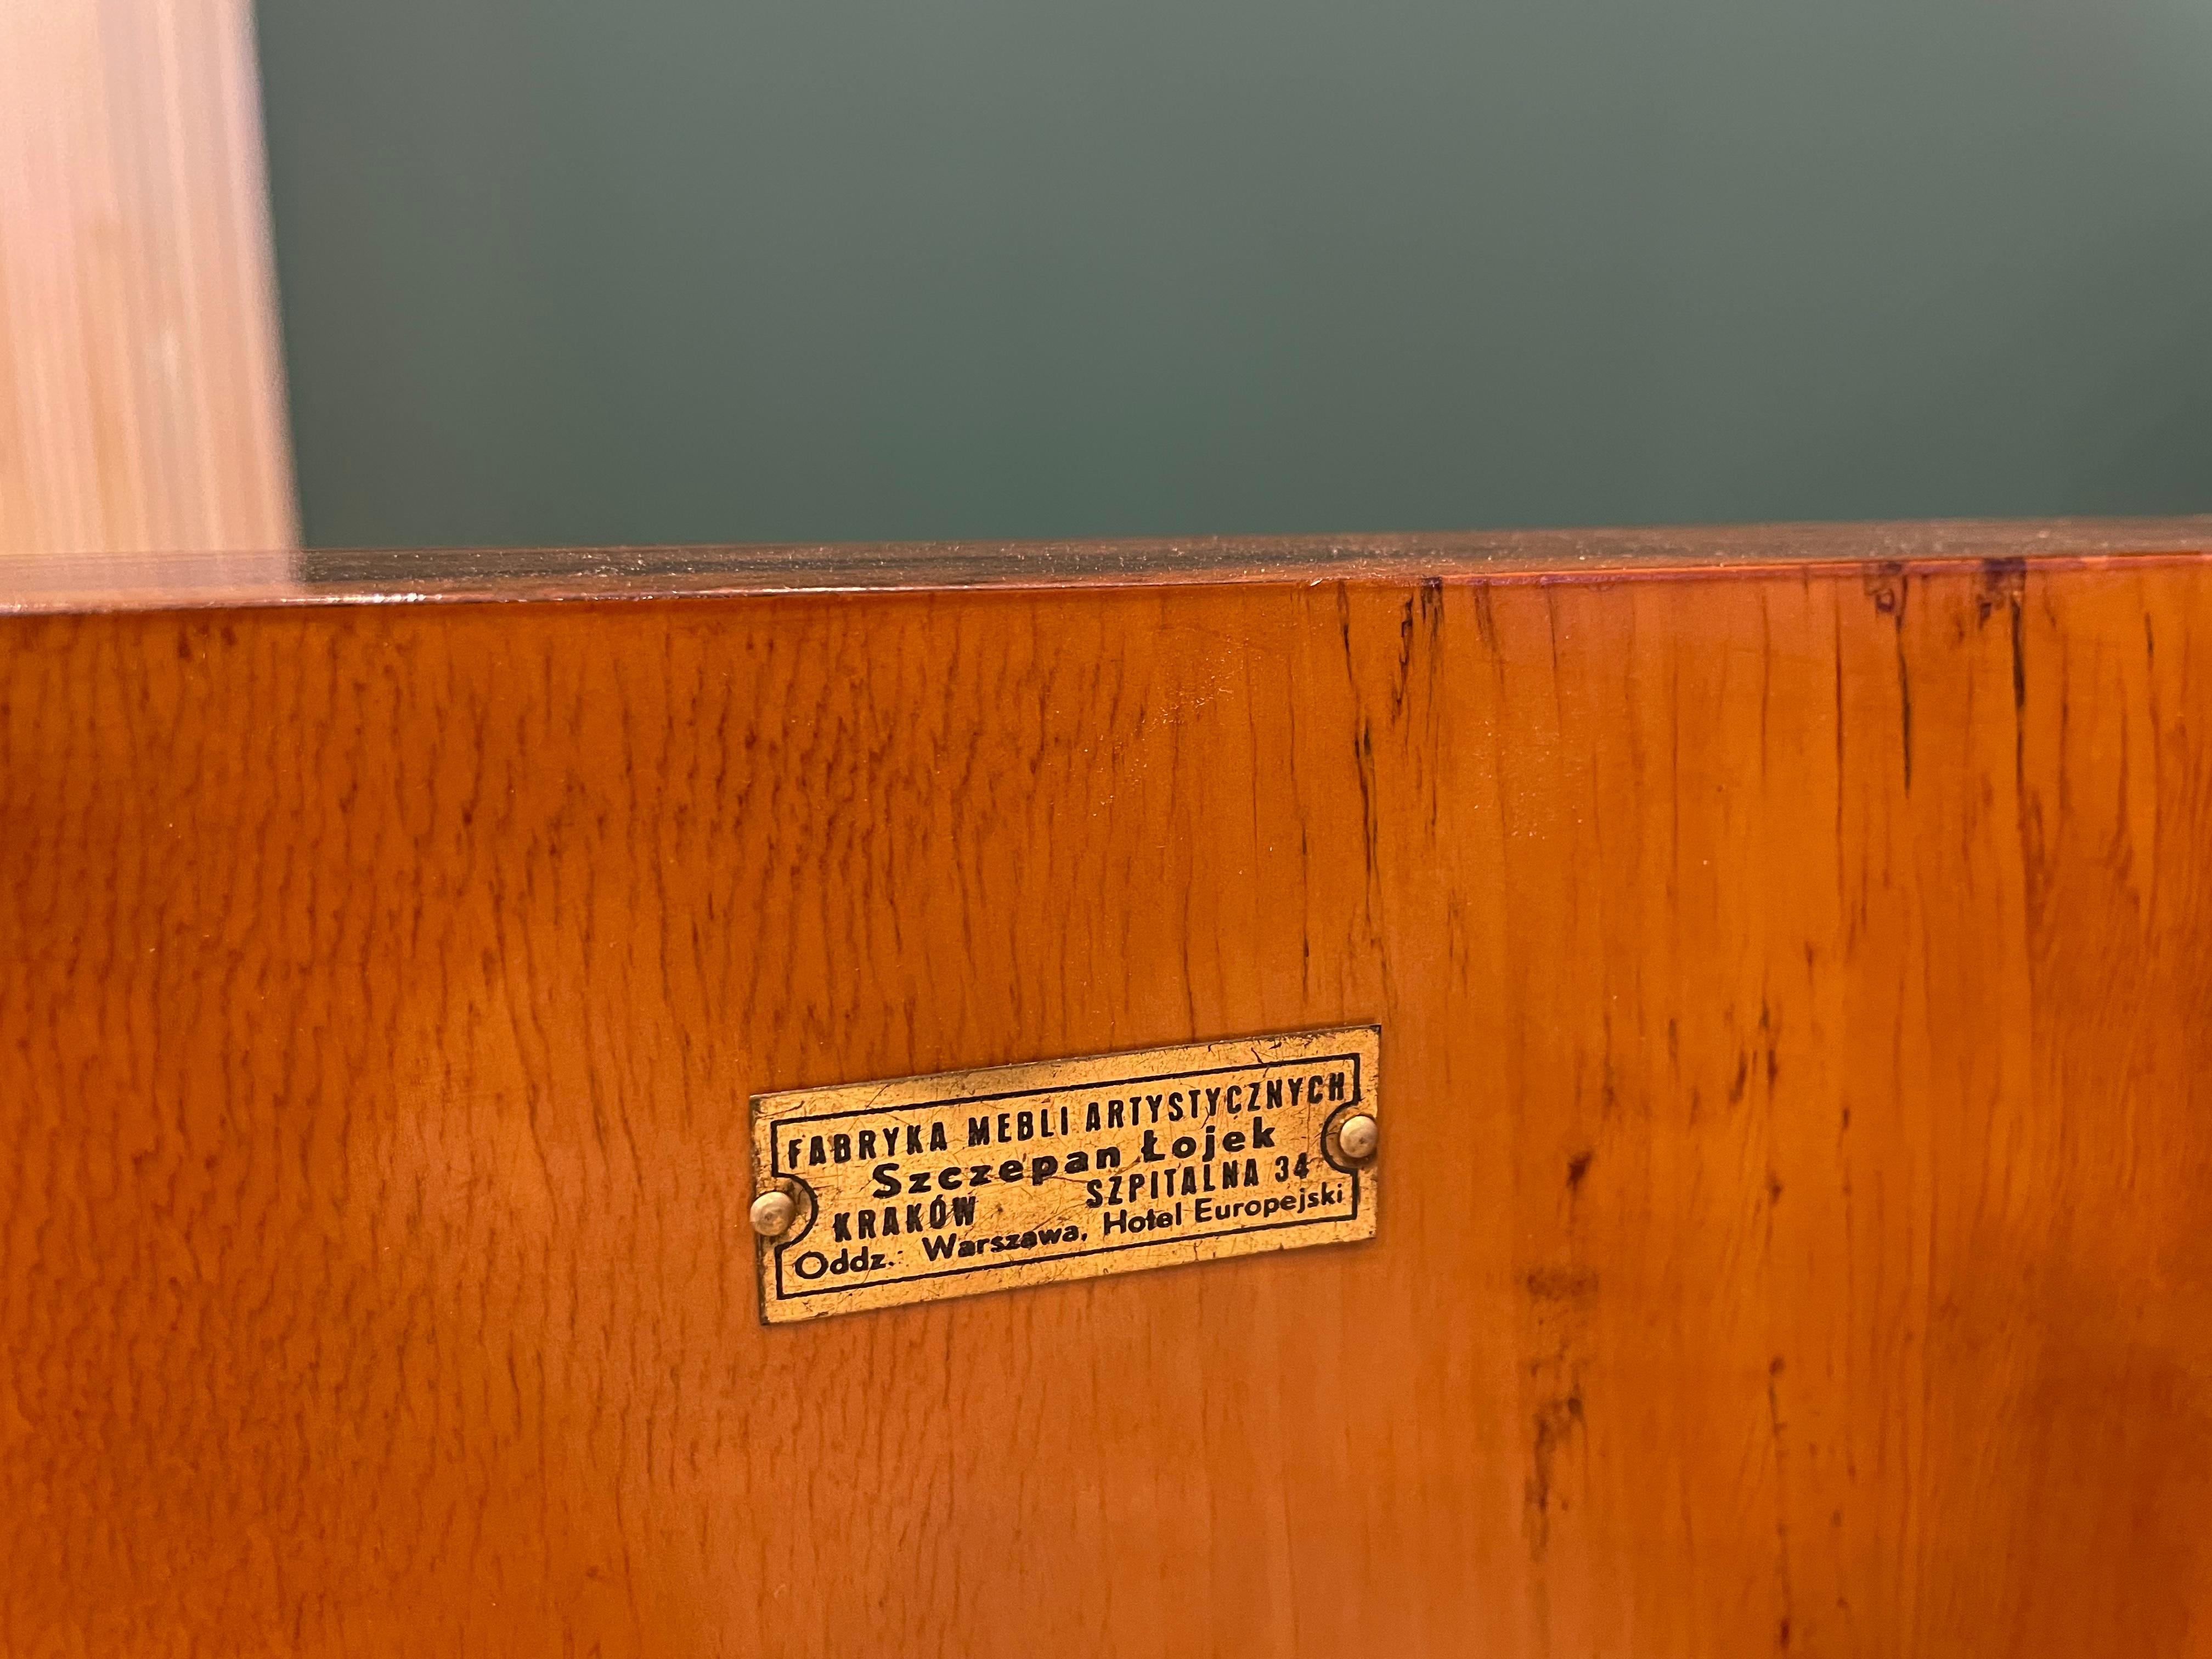 FABRYKA MEBLI ARTYSTYCZNYCH
Szczepan Łojek
KRAKÓW SZPITALNA 34
Oddz.: Warszawa, Hotel Europejski